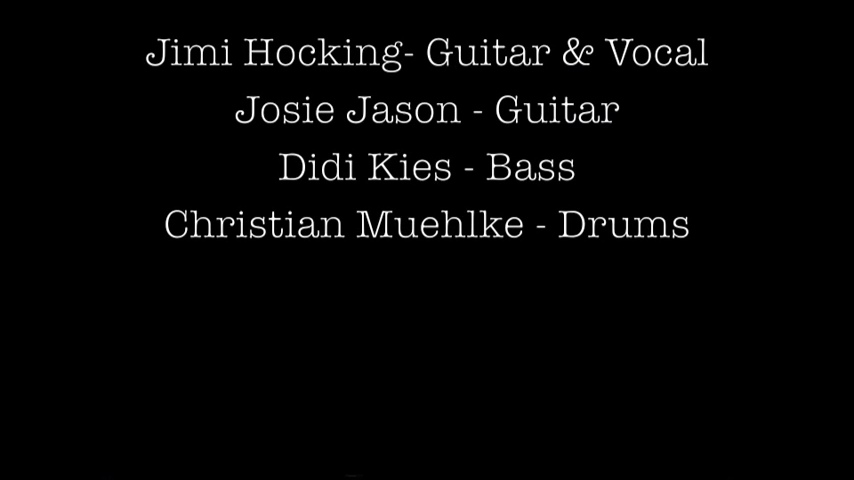 Jimi Hocking- Guitar & Vocal
Josie Jason - Guitar
Didi Kies - Bass
Christian Muehlke - Drums